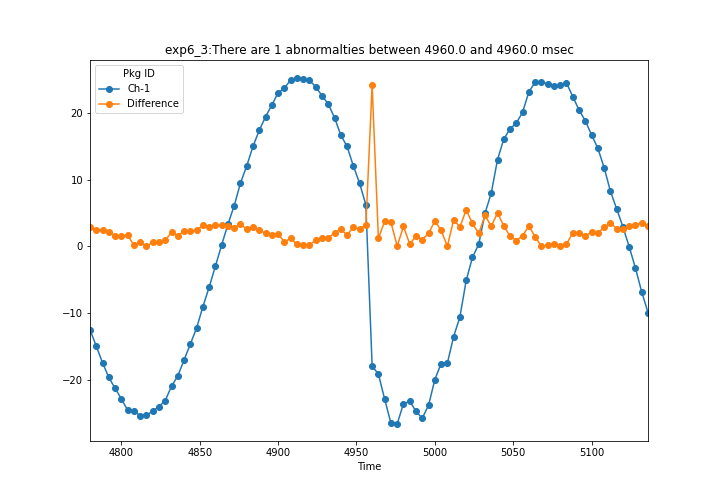 exp6_3:There are 1 abnormalties between 4960.0 and 4960.0 msec
Pkg ID
Ch-1
Difference
20
10
0
−10
−20
4800
4850
4900
4950
5000
5050
5100
Time